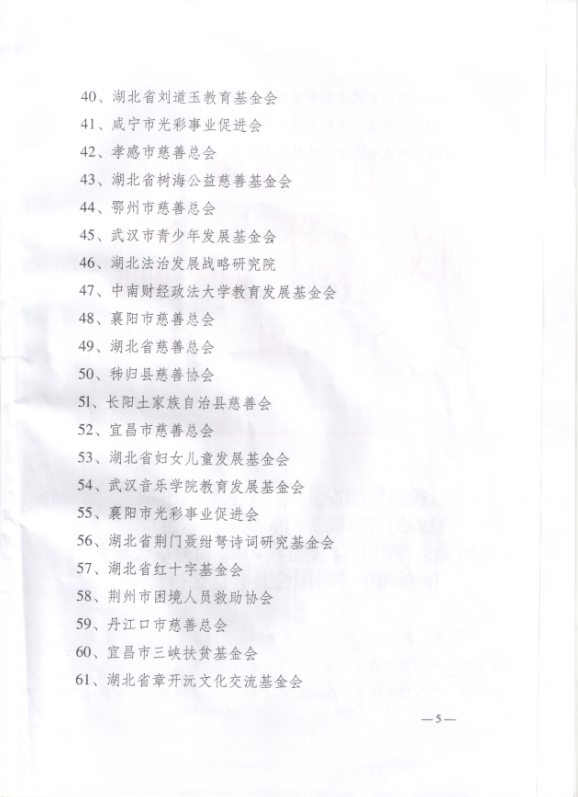 40、湖北省刘道玉教育基金会
41、咸宁市光彩事业促进会
42、孝感市慈善总会
43、湖北省树海公益慈善基金会
44、鄂州市慈善总会
45、武汉市青少年发展基金会
46、湖北法治发展战略研究院
47、中南财经政法大学教育发展基金会
48、襄阳市慈善总会
49、湖北省慈善总会
50、秭归县慈善协会
51、长阳土家族自治县慈善会
52、宜昌市慈善总会
53、湖北省妇女儿童发展基金会
54、武汉音乐学院教育发展基金会
55、襄阳市光彩事业促进会
56、湖北省荆门聂绀弩诗词研究基金会
57、湖北省红十字基金会
58、荆州市困境人员救助协会
59、丹江口市慈善总会
60、宜昌市三峡扶贫基金会
61、湖北省章开沅文化交流基金会
—5—